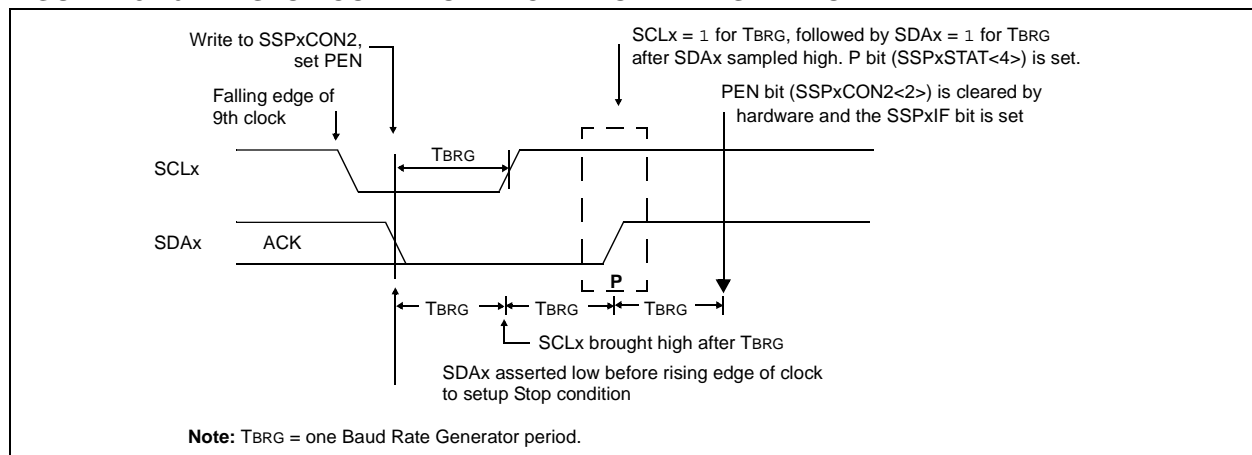 Write to SSPxCON2,
set PEN
SCLx = 1 for TBRG, followed by SDAx = 1 for TBRG
after SDAx sampled high. P bit (SSPxSTAT<4>) is set.
Falling edge of
9th clock
PEN bit (SSPxCON2<2>) is cleared by
hardware and the SSPxIF bit is set
TBRG
SCLx
SDAx
ACK
P
TBRG
TBRG
TBRG
SCLx brought high after TBRG
SDAx asserted low before rising edge of clock
to setup Stop condition
Note: TBRG = one Baud Rate Generator period.